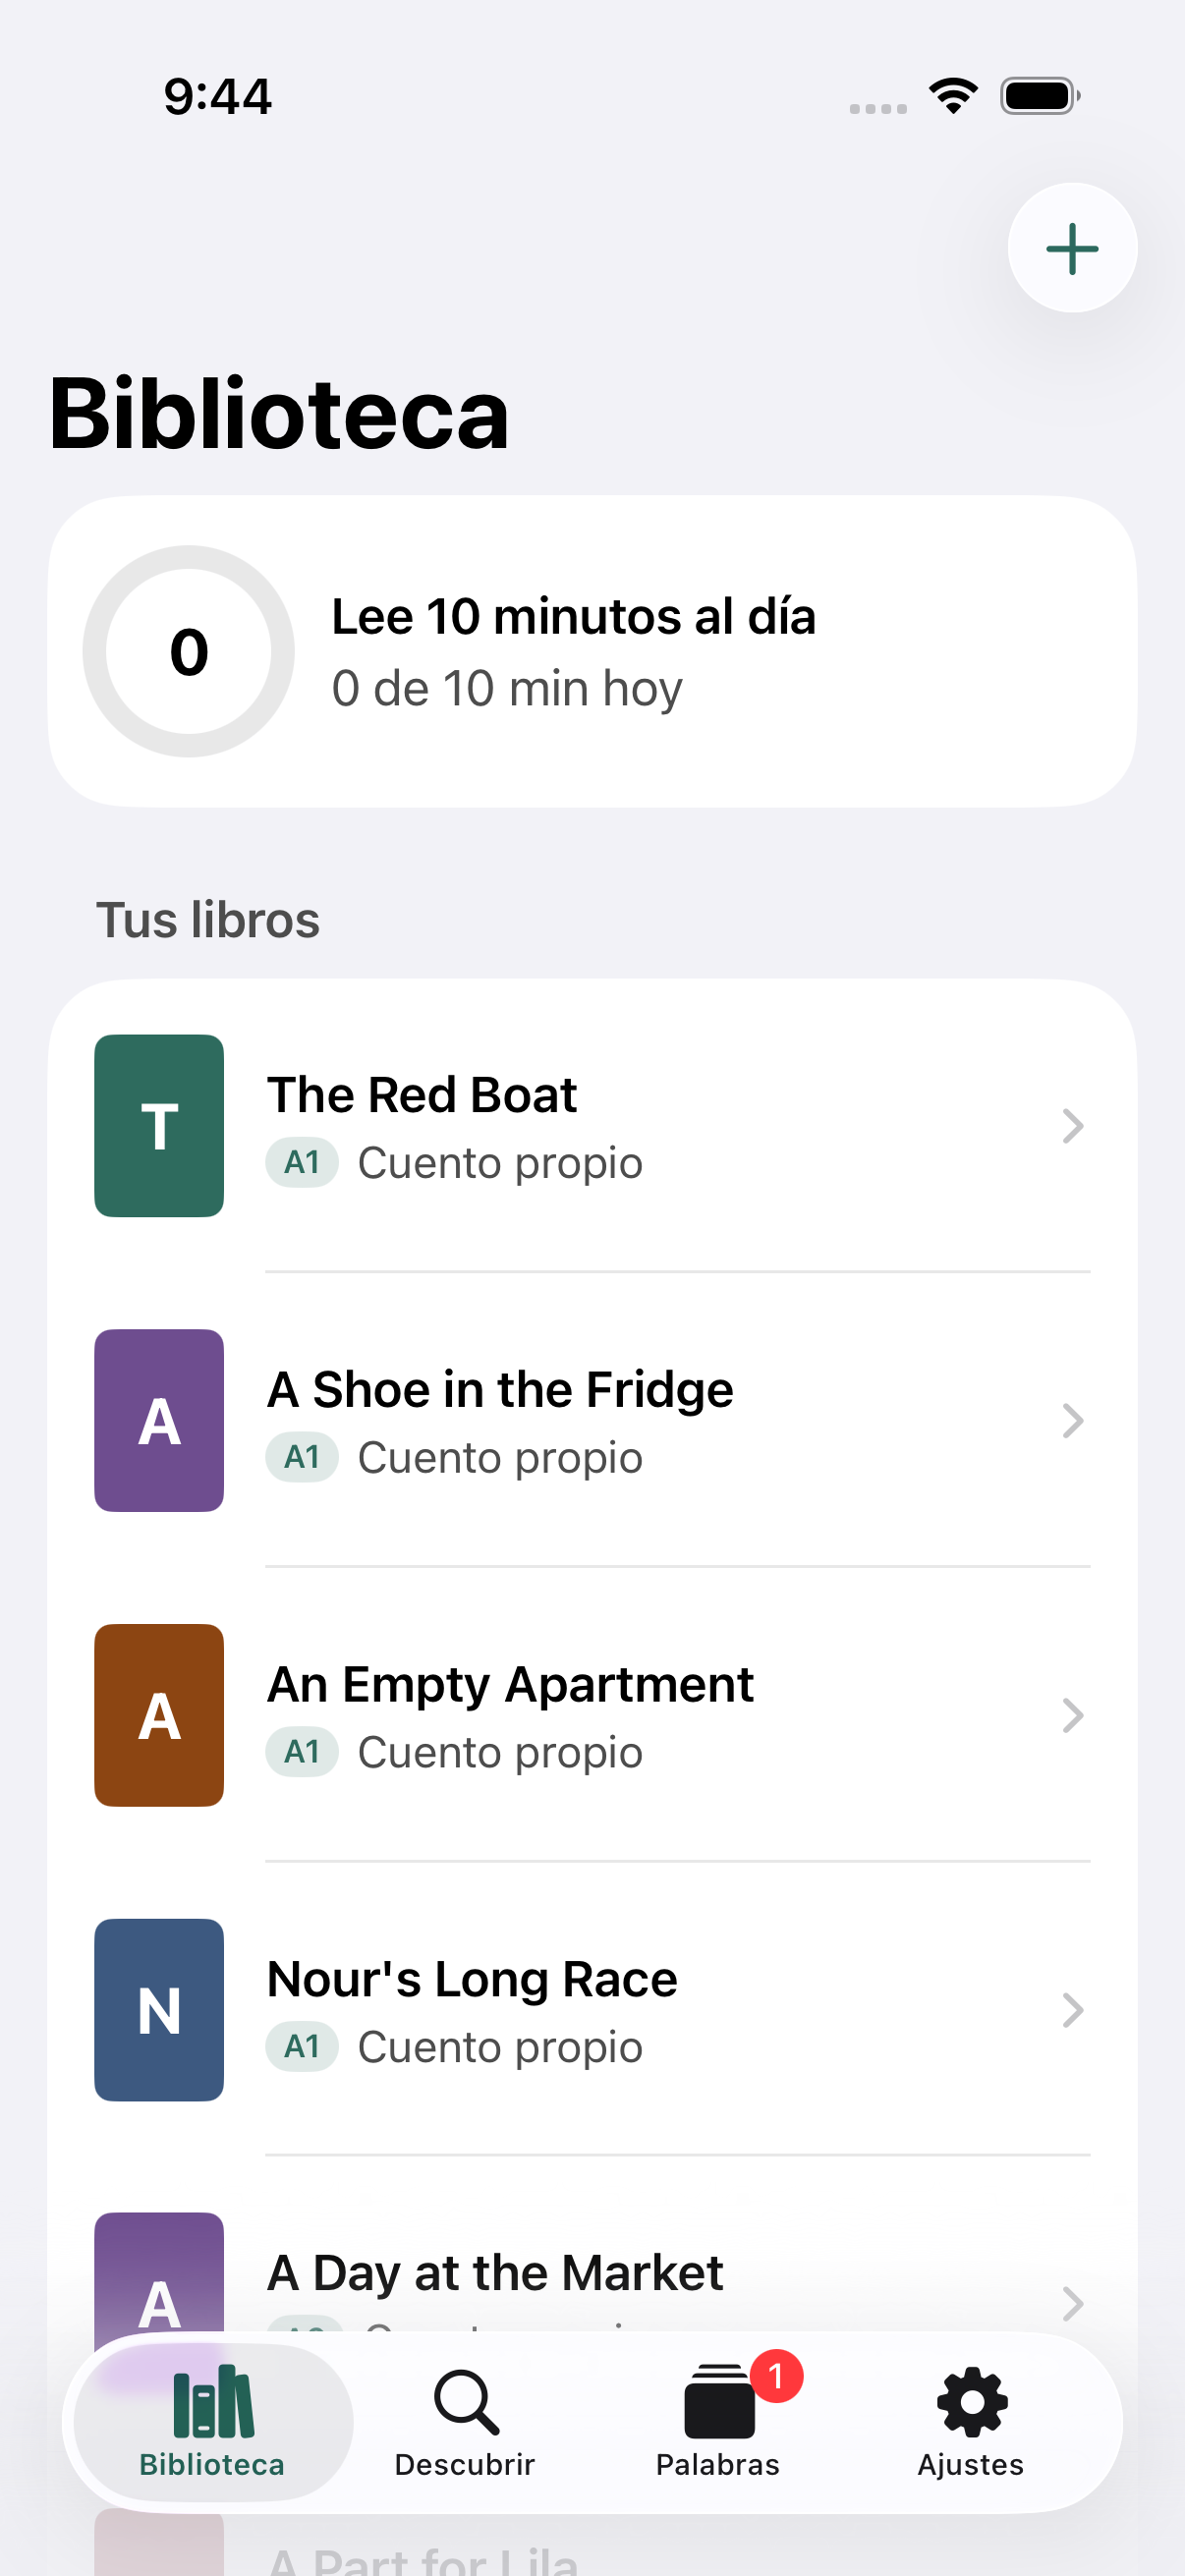 9:44
Biblioteca
0
Lee 10 minutos al día
0 de 10 min hoy
Tus libros
T
The Red Boat
A1 Cuento propio
A
A Shoe in the Fridge
A1 Cuento propio
A
An Empty Apartment
A1 Cuento propio
N
Nour's Long Race
A1 Cuento propio
A
A Day at the Market
1
Biblioteca
Descubrir
Palabras
Ajustes
A Part for Lila